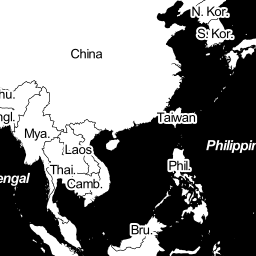 N. Kor.
S. Kor.
China
hu.
ngl.
Taiwan
Mya.
Laos
Philippin
Thai.
Phil.
engal
Camb.
Bru.